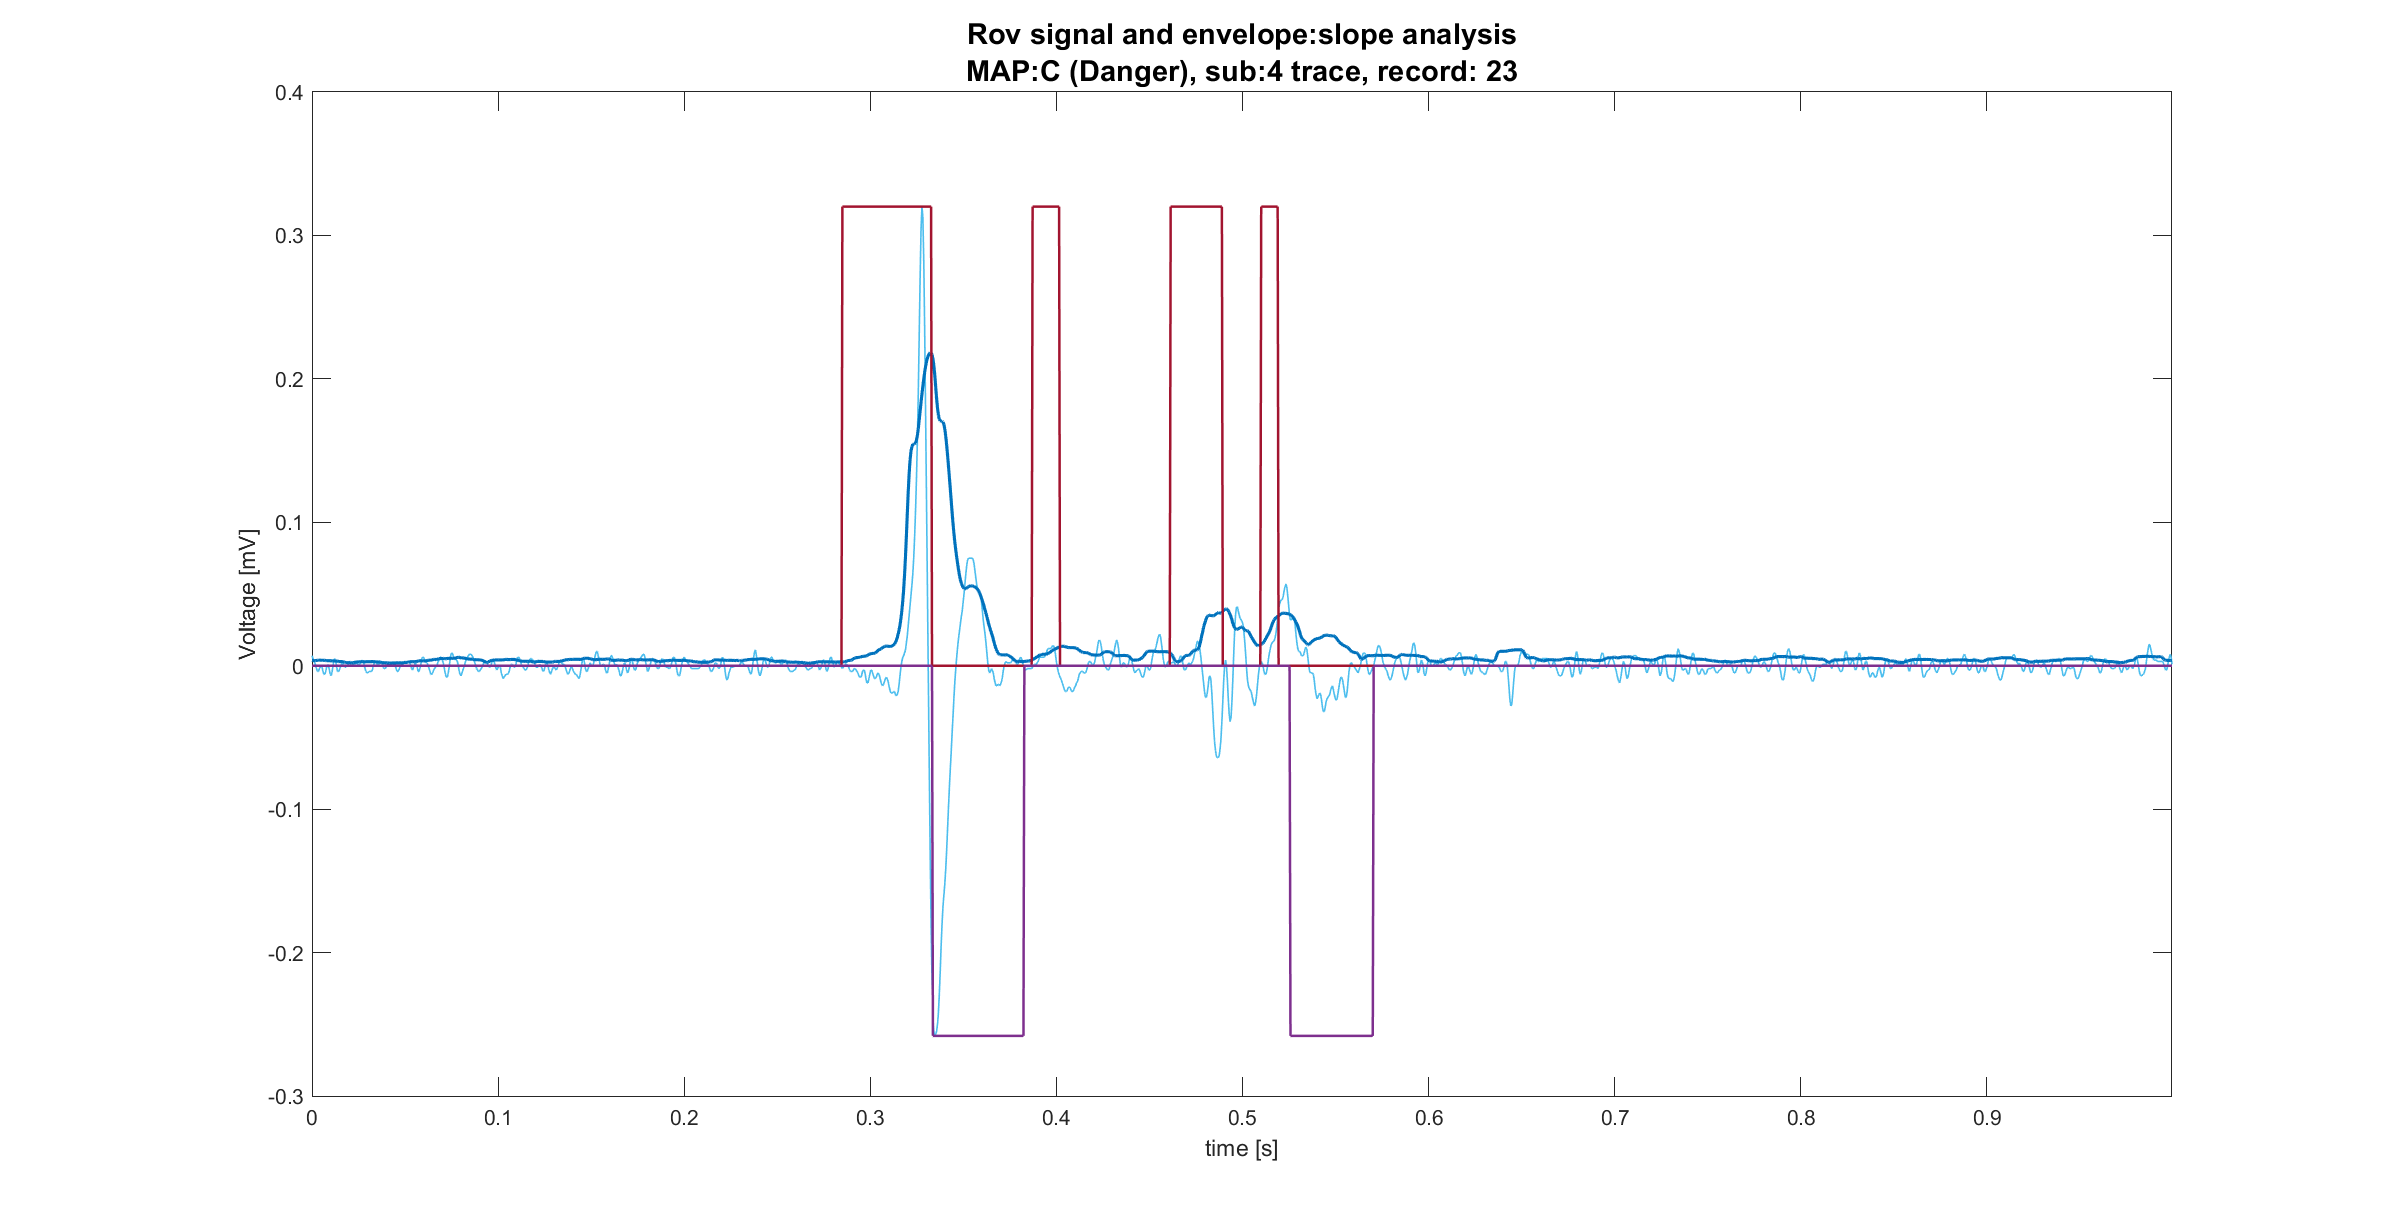 Rov signal and envelope:slope analysis
MAP:C (Danger), sub:4 trace, record: 23
0.4
0.3
0.2
0.1
0
-0.1
-0.2
-0.3
Voltage [mV]
0 0.1 0.2 0.3 0.4 0.5 0.6 0.7 0.8 0.9
time [s]